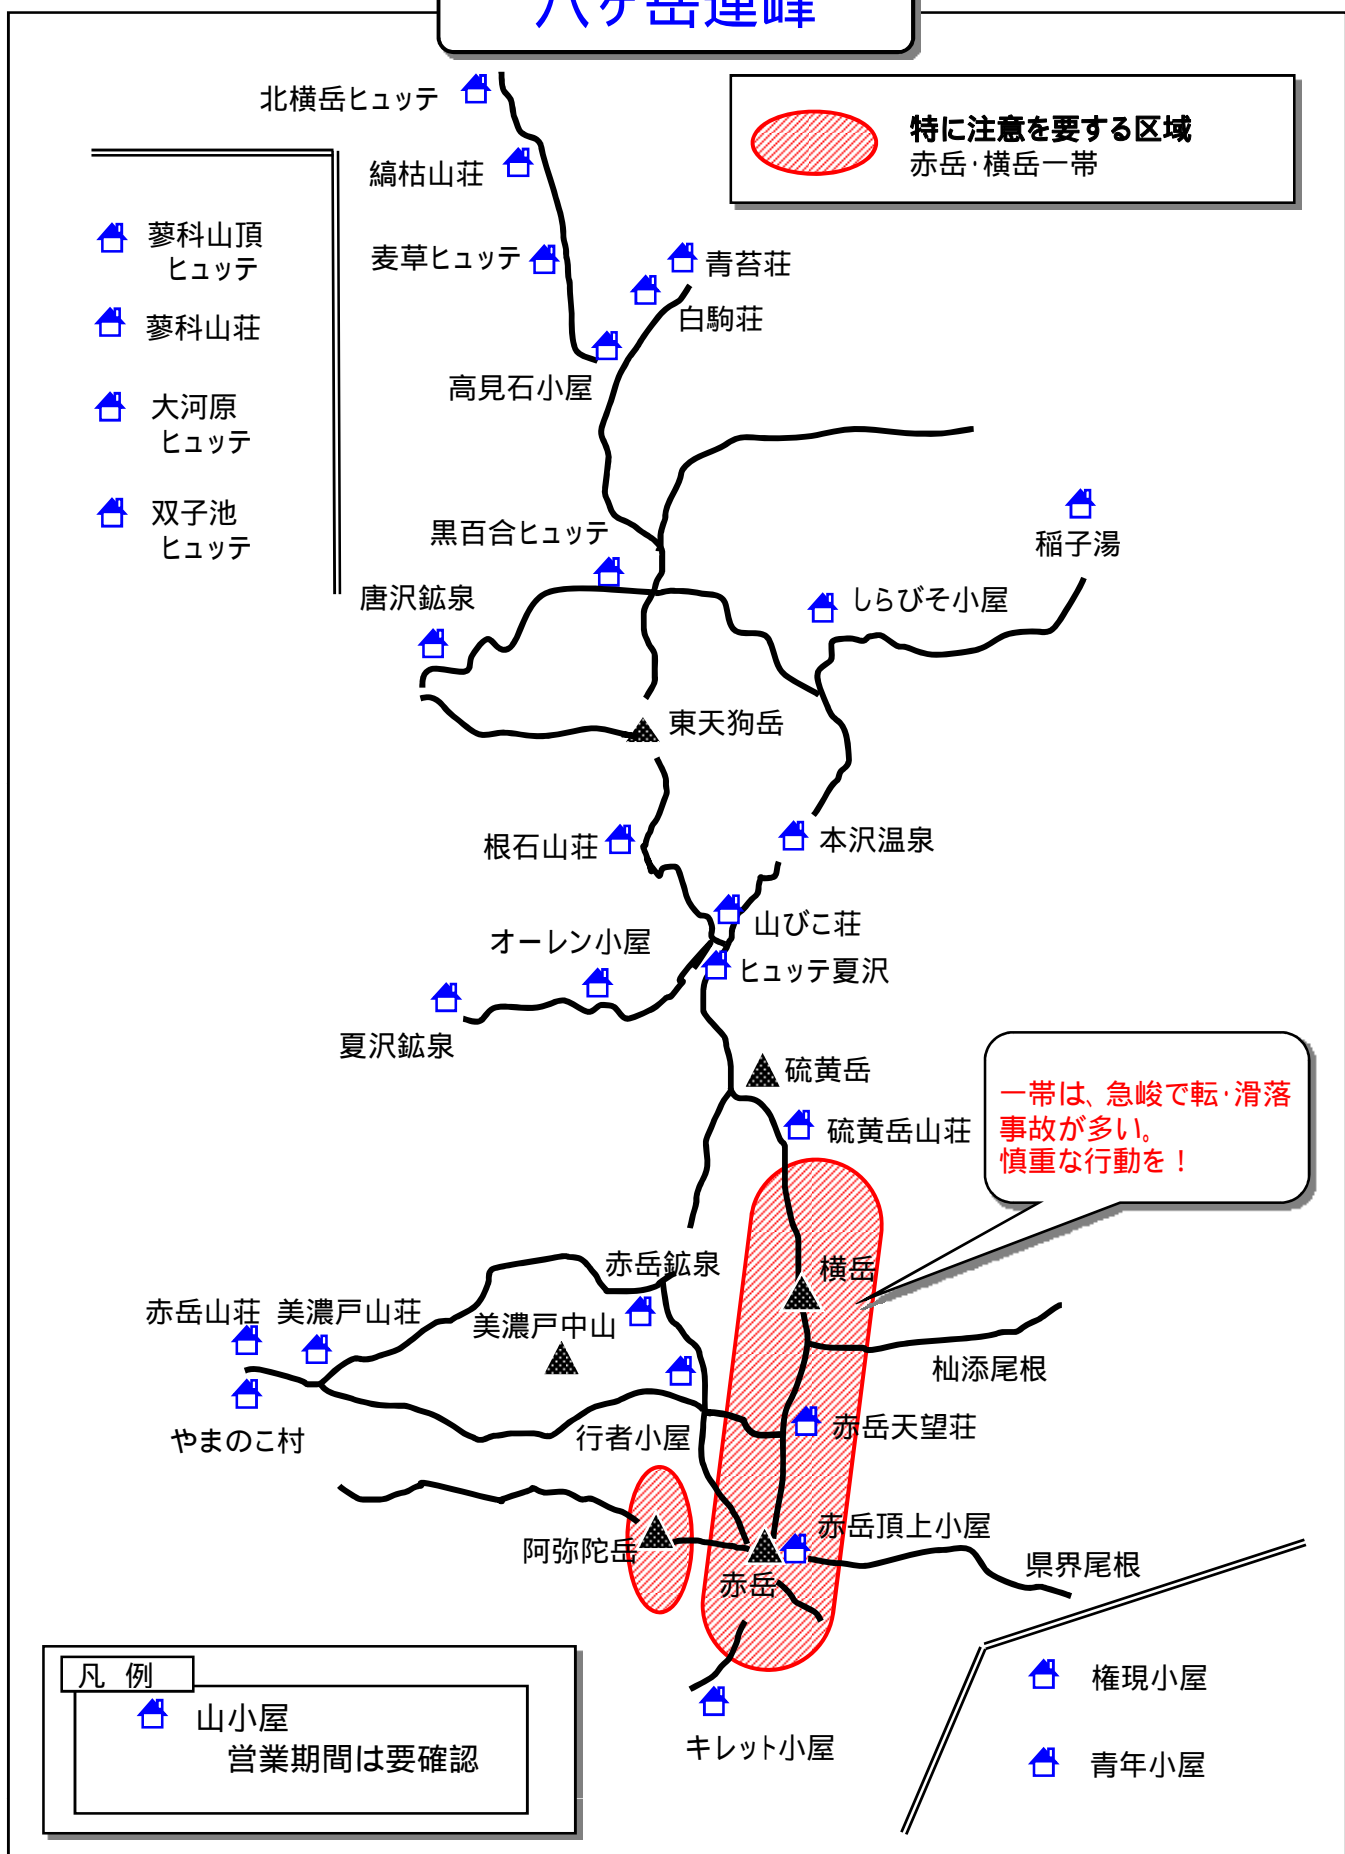 八ヶ岳連峰
特に注意を要する区域
赤岳・横岳一帯
北横岳ヒュッテ
縞枯山荘
麦草ヒュッテ
青苔荘
白駒荘
高見石小屋
蓼科山頂
ヒュッテ
蓼科山荘
大河原
ヒュッテ
双子池
ヒュッテ
黒百合ヒュッテ
稲子湯
唐沢鉱泉
しらびそ小屋
東天狗岳
根石山荘
本沢温泉
山びこ荘
オーレン小屋
ヒュッテ夏沢
夏沢鉱泉
硫黄岳
硫黄岳山荘
一帯は、急峻で転・滑落
事故が多い。
慎重な行動を！
赤岳鉱泉
横岳
赤岳山荘
美濃戸山荘
美濃戸中山
杣添尾根
やまのこ村
行者小屋
赤岳天望荘
阿弥陀岳
赤岳頂上小屋
赤岳
県界尾根
キレット小屋
権現小屋
青年小屋
凡 例
山小屋
営業期間は要確認